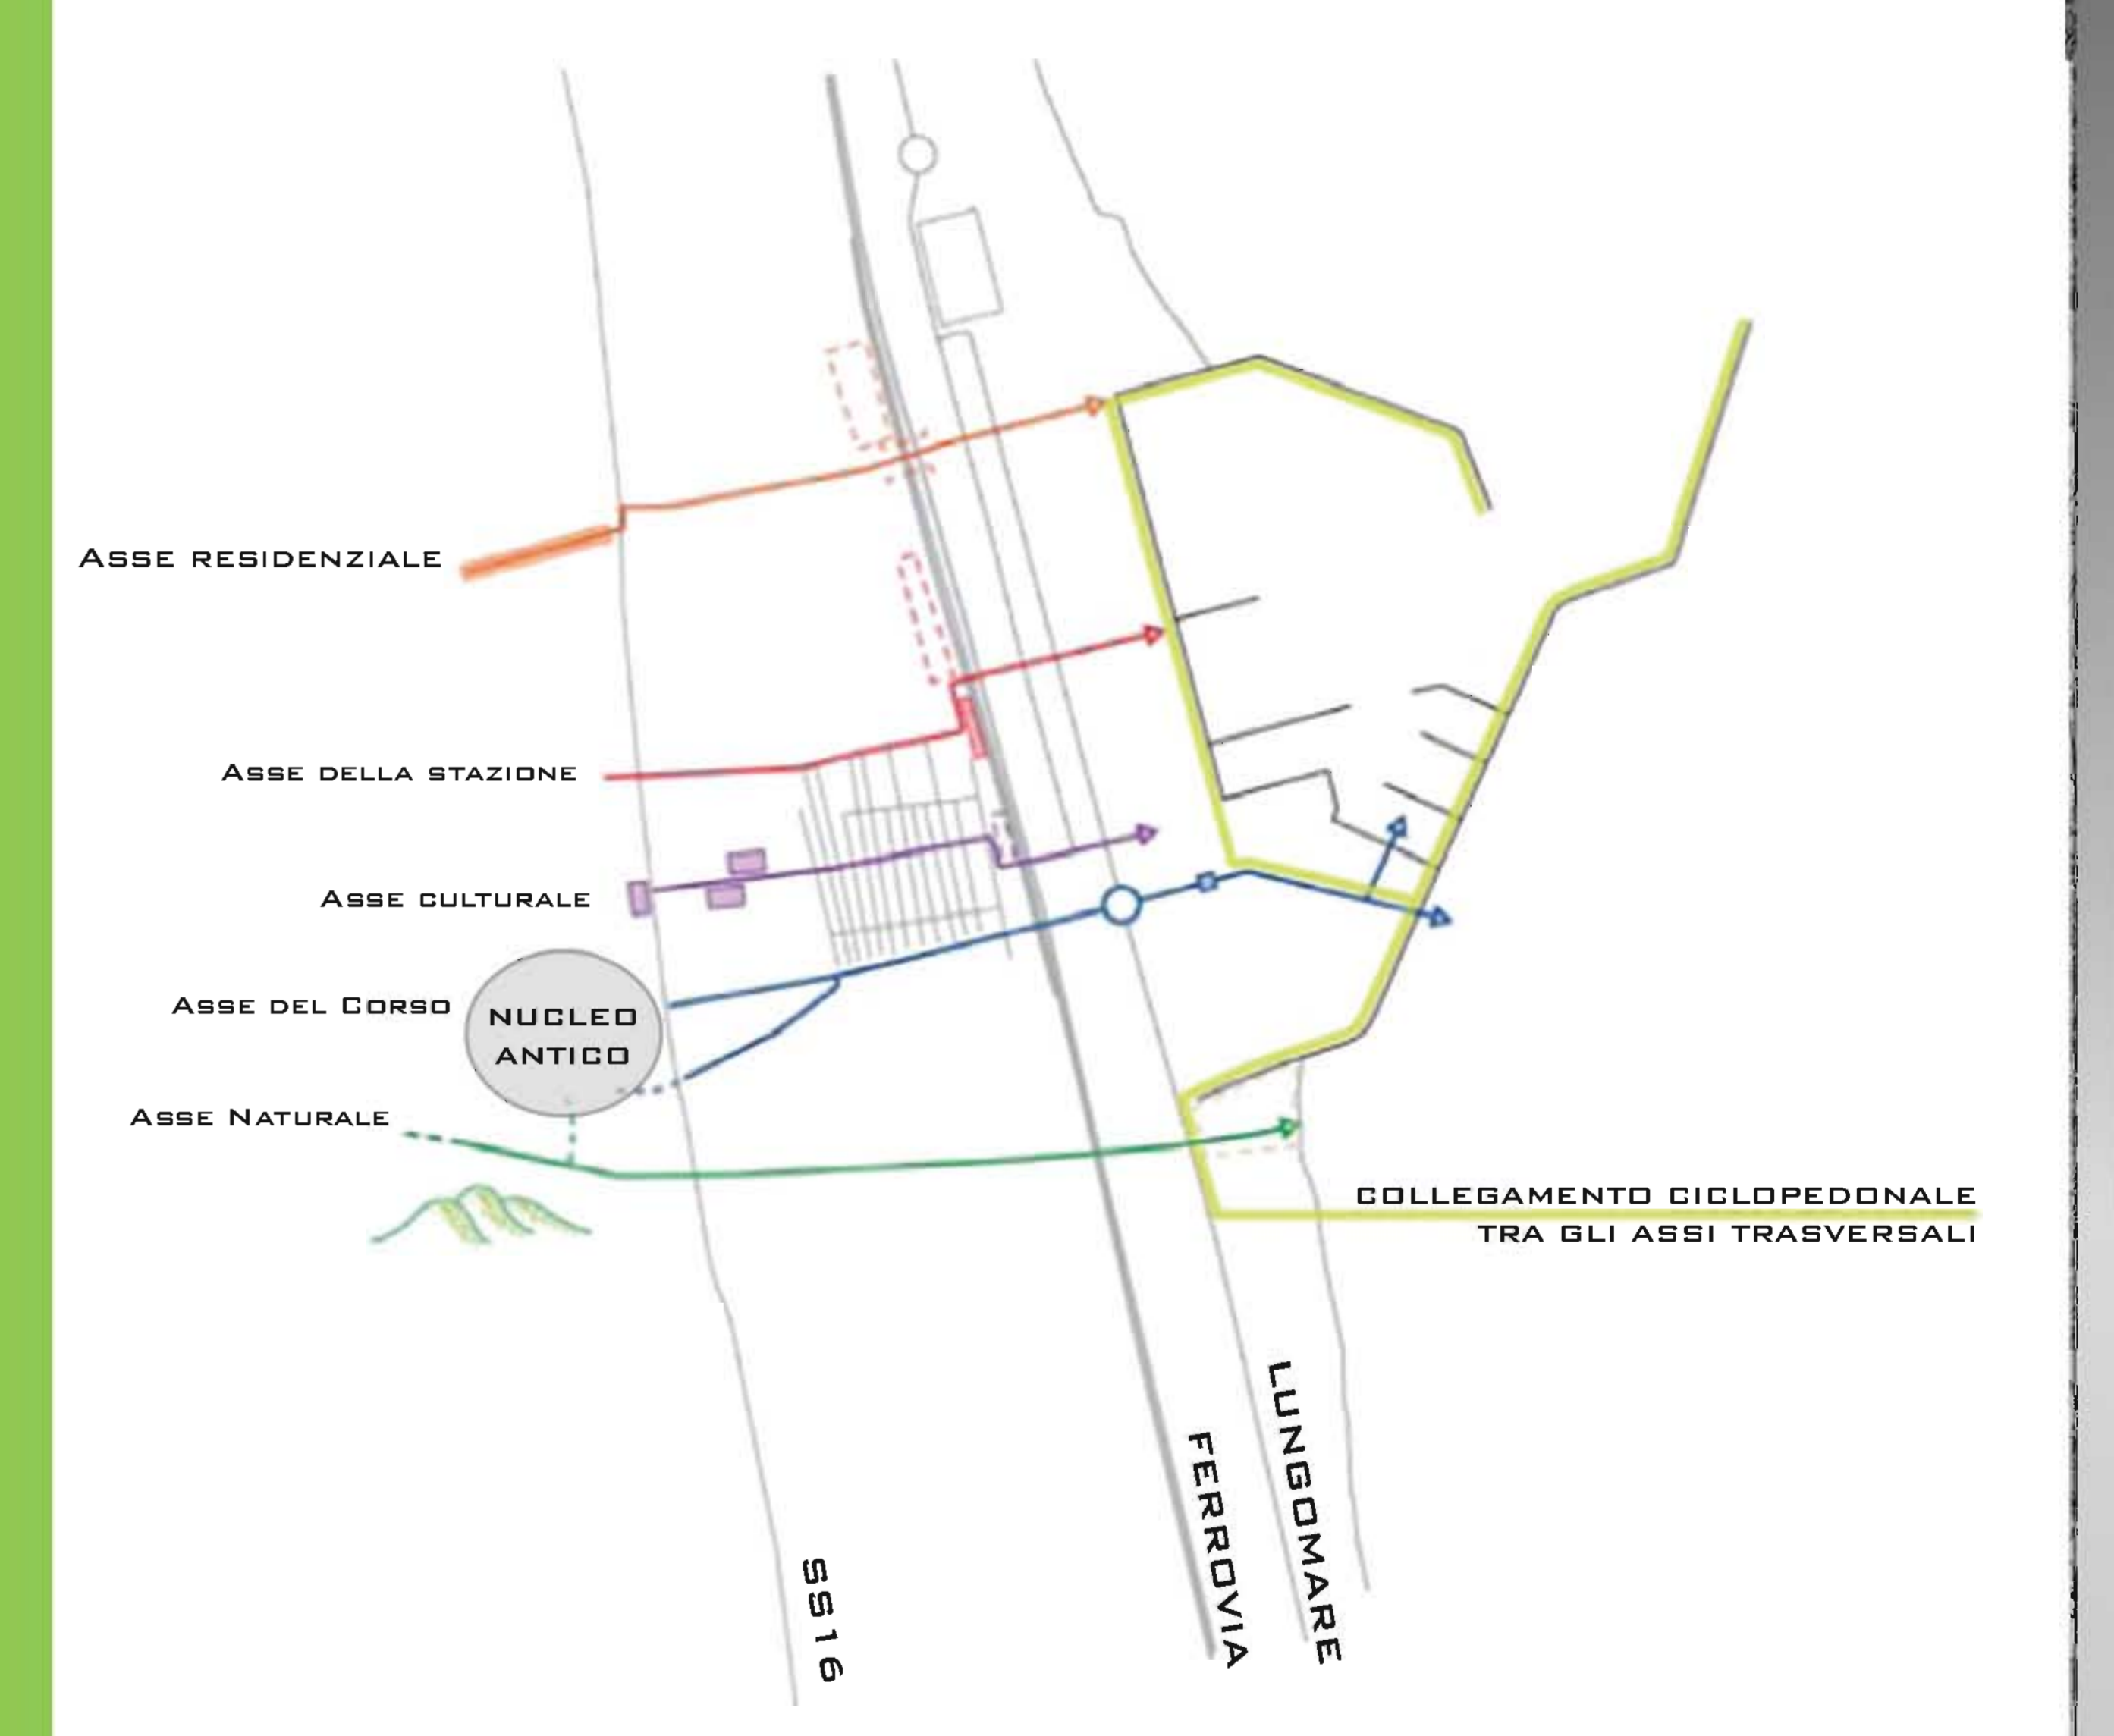 Asse residenziale
Asse della stazione
Asse culturale
Asse del Corso
NUCLEO
ANTICO
Asse Naturale
COLLEGAMENTO CICLOPEDONALE
TRA GLI ASSI TRASVERSALI
LUNGOMARE
FERROVIA
SS16